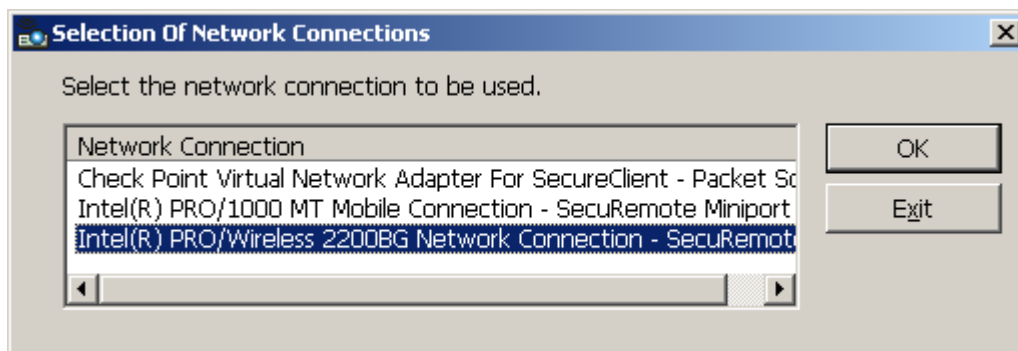 Selection Of Network Connections
Select the network connection to be used.
Network Connection
Check Point Virtual Network Adapter For SecureClient - Packet Sc
Intel(R) PRO/1000 MT Mobile Connection - SecuRemote Miniport
Intel(R) PRO/Wireless 2200BG Network Connection - SecuRemote
OK
Exit